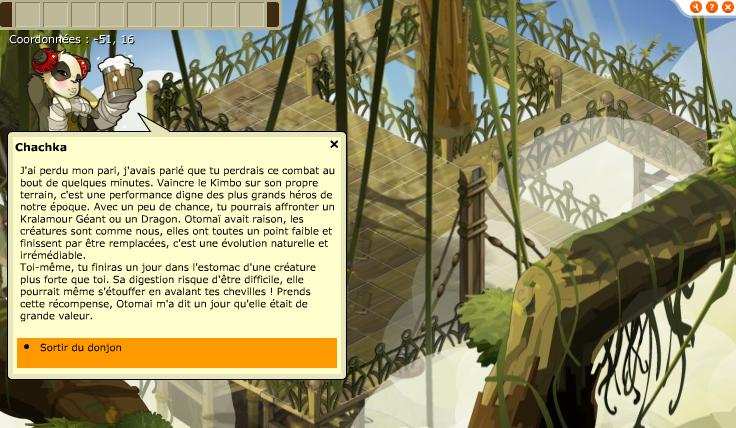 Coordonnées : -51, 16
Chachka
J'ai perdu mon pari, j'avais parié que tu perdrais ce combat au
bout de quelques minutes. Vaincre le Kimbo sur son propre
terrain, c'est une performance digne des plus grands héros de
notre époque. Avec un peu de chance, tu pourrais affronter un
Kralamour Géant ou un Dragon. Otomaï avait raison, les
créatures sont comme nous, elles ont toutes un point faible et
finissent par être remplacées, c'est une évolution naturelle et
irrémédiable.
Toi-même, tu finiras un jour dans l'estomac d'une créature
plus forte que toi. Sa digestion risque d'être difficile, elle
pourrait même s'étouffer en avalant tes chevilles ! Prends
cette récompense, Otomai m'a dit un jour qu'elle était de
grande valeur.
Sortir du donjon